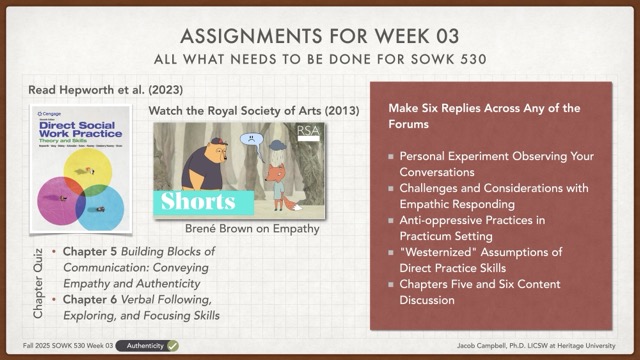 ASSIGNMENTS FOR WEEK 03
ALL WHAT NEEDS TO BE DONE FOR SOWK 530
Read Hepworth et al. (2023)
Cengage
Direct Social
Work Practice
Theory and Skills
Watch the Royal Society of Arts (2013)
RSA
Shorts
Brené Brown on Empathy
Chapter Quiz
• Chapter 5 Building Blocks of
Communication: Conveying
Empathy and Authenticity
• Chapter 6 Verbal Following,
Exploring, and Focusing Skills
Make Six Replies Across Any of the
Forums
Personal Experiment Observing Your
Conversations
Challenges and Considerations with
Empathic Responding
Anti-oppressive Practices in
Practicum Setting
"Westernized" Assumptions of
Direct Practice Skills
Chapters Five and Six Content
Discussion
Fall 2025 SOWK 530 Week 03
Authenticity
Jacob Campbell, Ph.D. LICSW at Heritage University